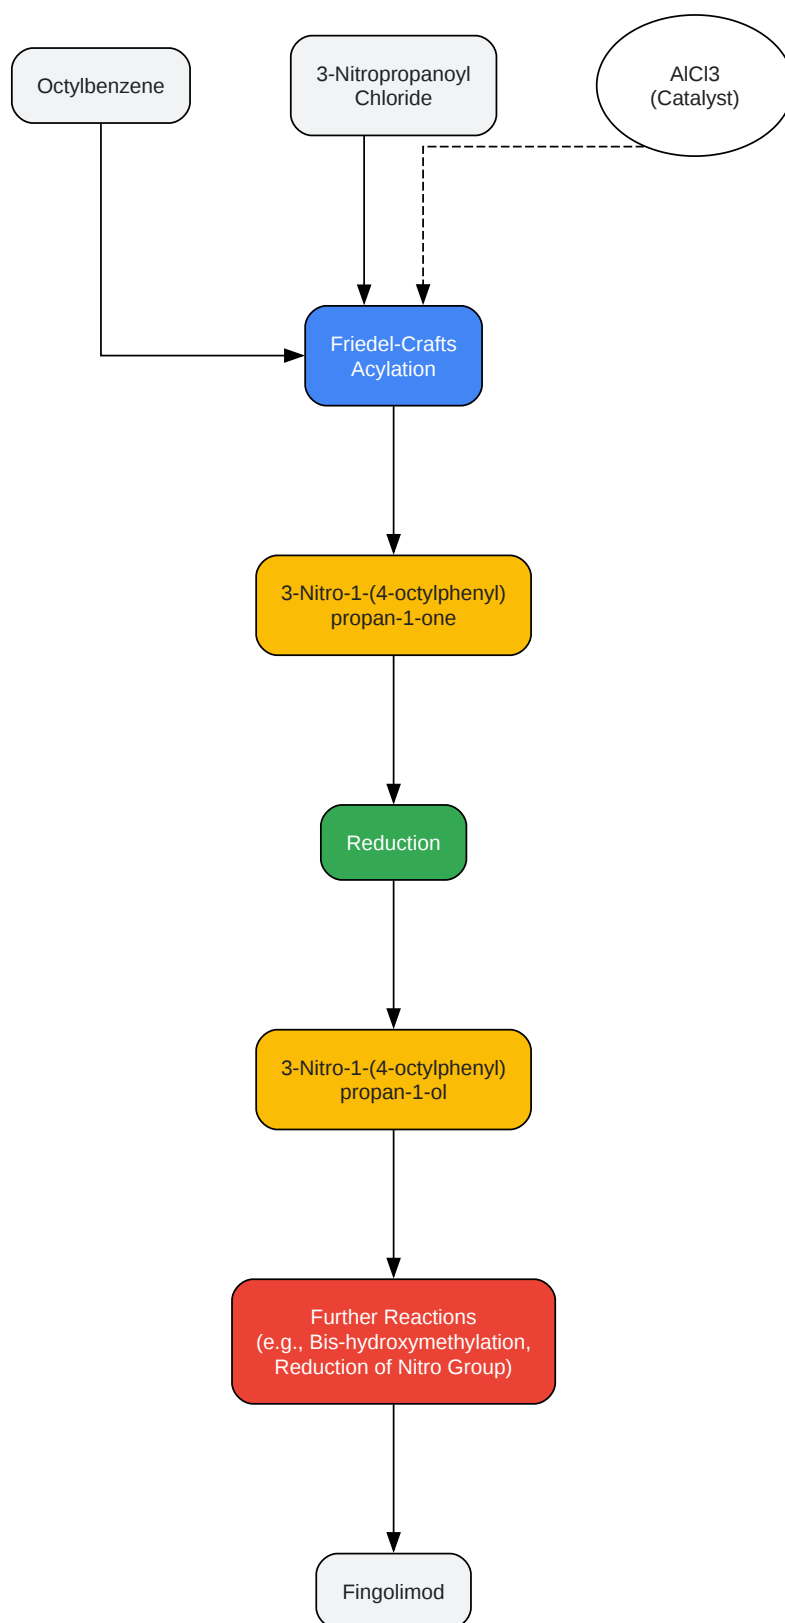 Octylbenzene
3-Nitropropanoyl
Chloride
AlCl3
(Catalyst)
Friedel-Crafts
Acylation
3-Nitro-1-(4-octylphenyl)
propan-1-one
Reduction
3-Nitro-1-(4-octylphenyl)
propan-1-ol
Further Reactions
(e.g., Bis-hydroxymethylation,
Reduction of Nitro Group)
Fingolimod